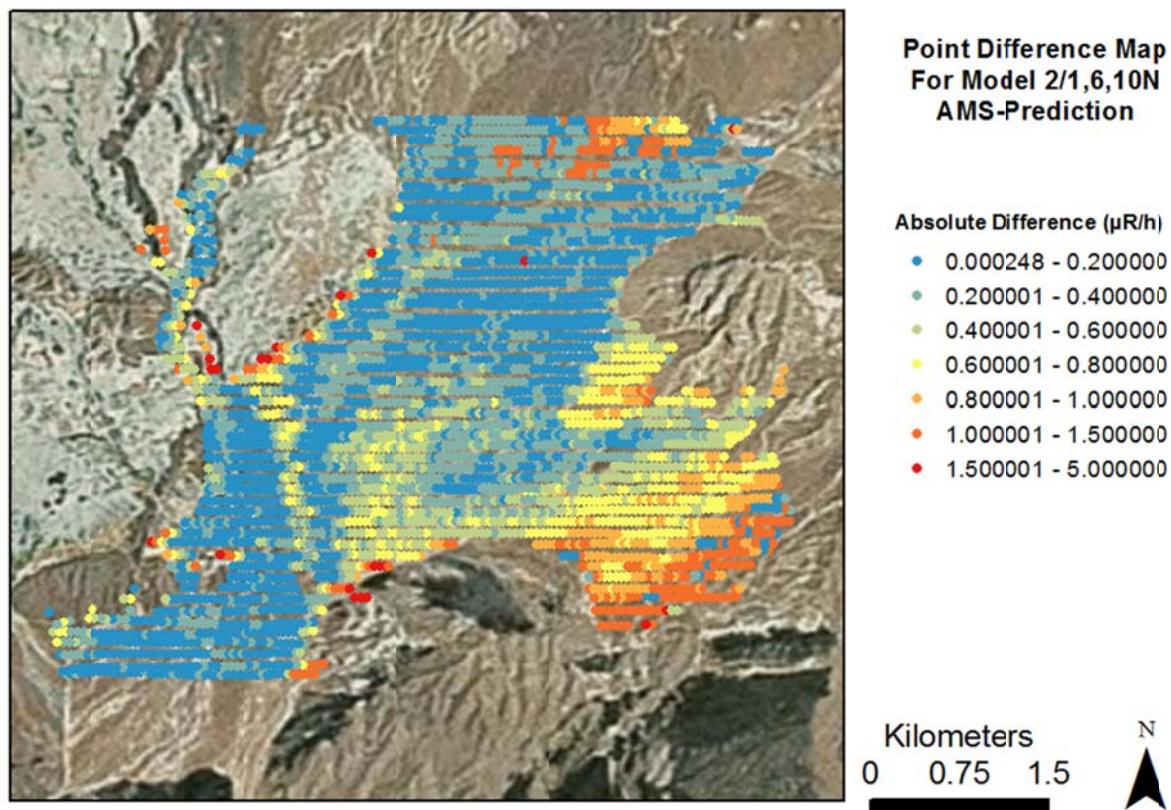 Point Difference Map
For Model 2/1,6,10N
AMS-Prediction
Absolute Difference (µR/h)
0.000248 - 0.200000
0.200001 - 0.400000
0.400001 - 0.600000
0.600001 - 0.800000
0.800001 - 1.000000
1.000001 - 1.500000
1.500001 - 5.000000
Kilometers
0 0.75 1.5
N